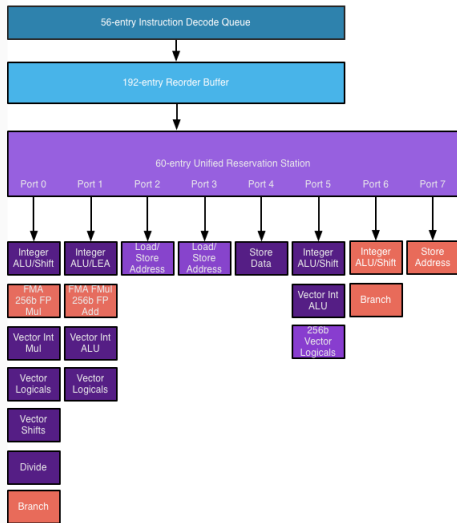 56-entry Instruction Decode Queue
192-entry Reorder Buffer
60-entry Unified Reservation Station
Port 0 Port 1 Port 2 Port 3 Port 4 Port 5 Port 6 Port 7
Integer
ALU/Shift
FMA
256b FP
Mul
Vector Int
Mul
Vector
Logicals
Vector
Shifts
Divide
Branch
Integer
ALU/LEA
FMA FMul
256b FP
Add
Vector Int
ALU
Vector
Logicals
Load/
Store
Address
Load/
Store
Address
Store
Data
Integer
ALU/Shift
Vector Int
ALU
256b
Vector
Logicals
Integer
ALU/Shift
Branch
Store
Address